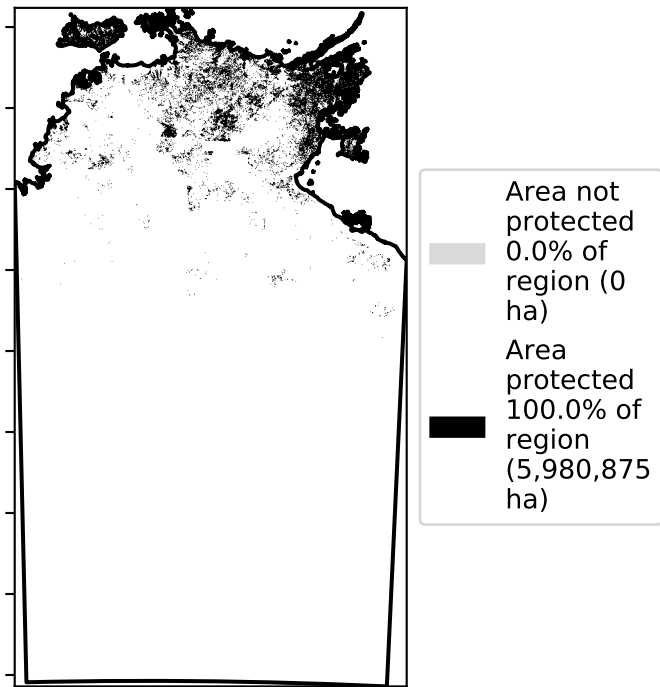 Area not
protected
0.0% of
region (0
ha)
Area
protected
100.0% of
region
(5,980,875
ha)